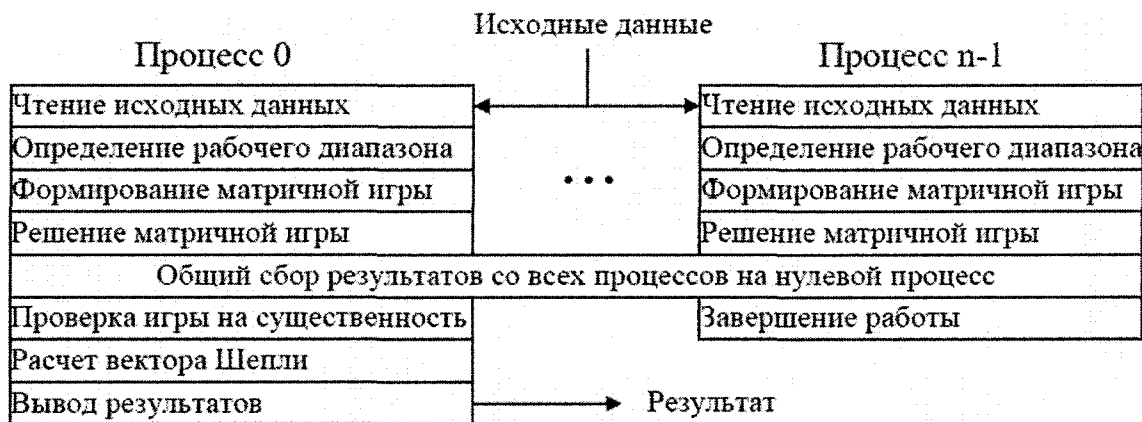 Исходные данные
Процесс 0
Процесс n-1
Чтение исходных данных
Чтение исходных данных
Определение рабочего диапазона
Определение рабочего диапазона
Формирование матричной игры
...
Формирование матричной игры
Решение матричной игры
Решение матричной игры
Общий сбор результатов со всех процессов на нулевой процесс
Проверка игры на существенность
Завершение работы
Расчет вектора Шепли
Вывод результатов
Результат